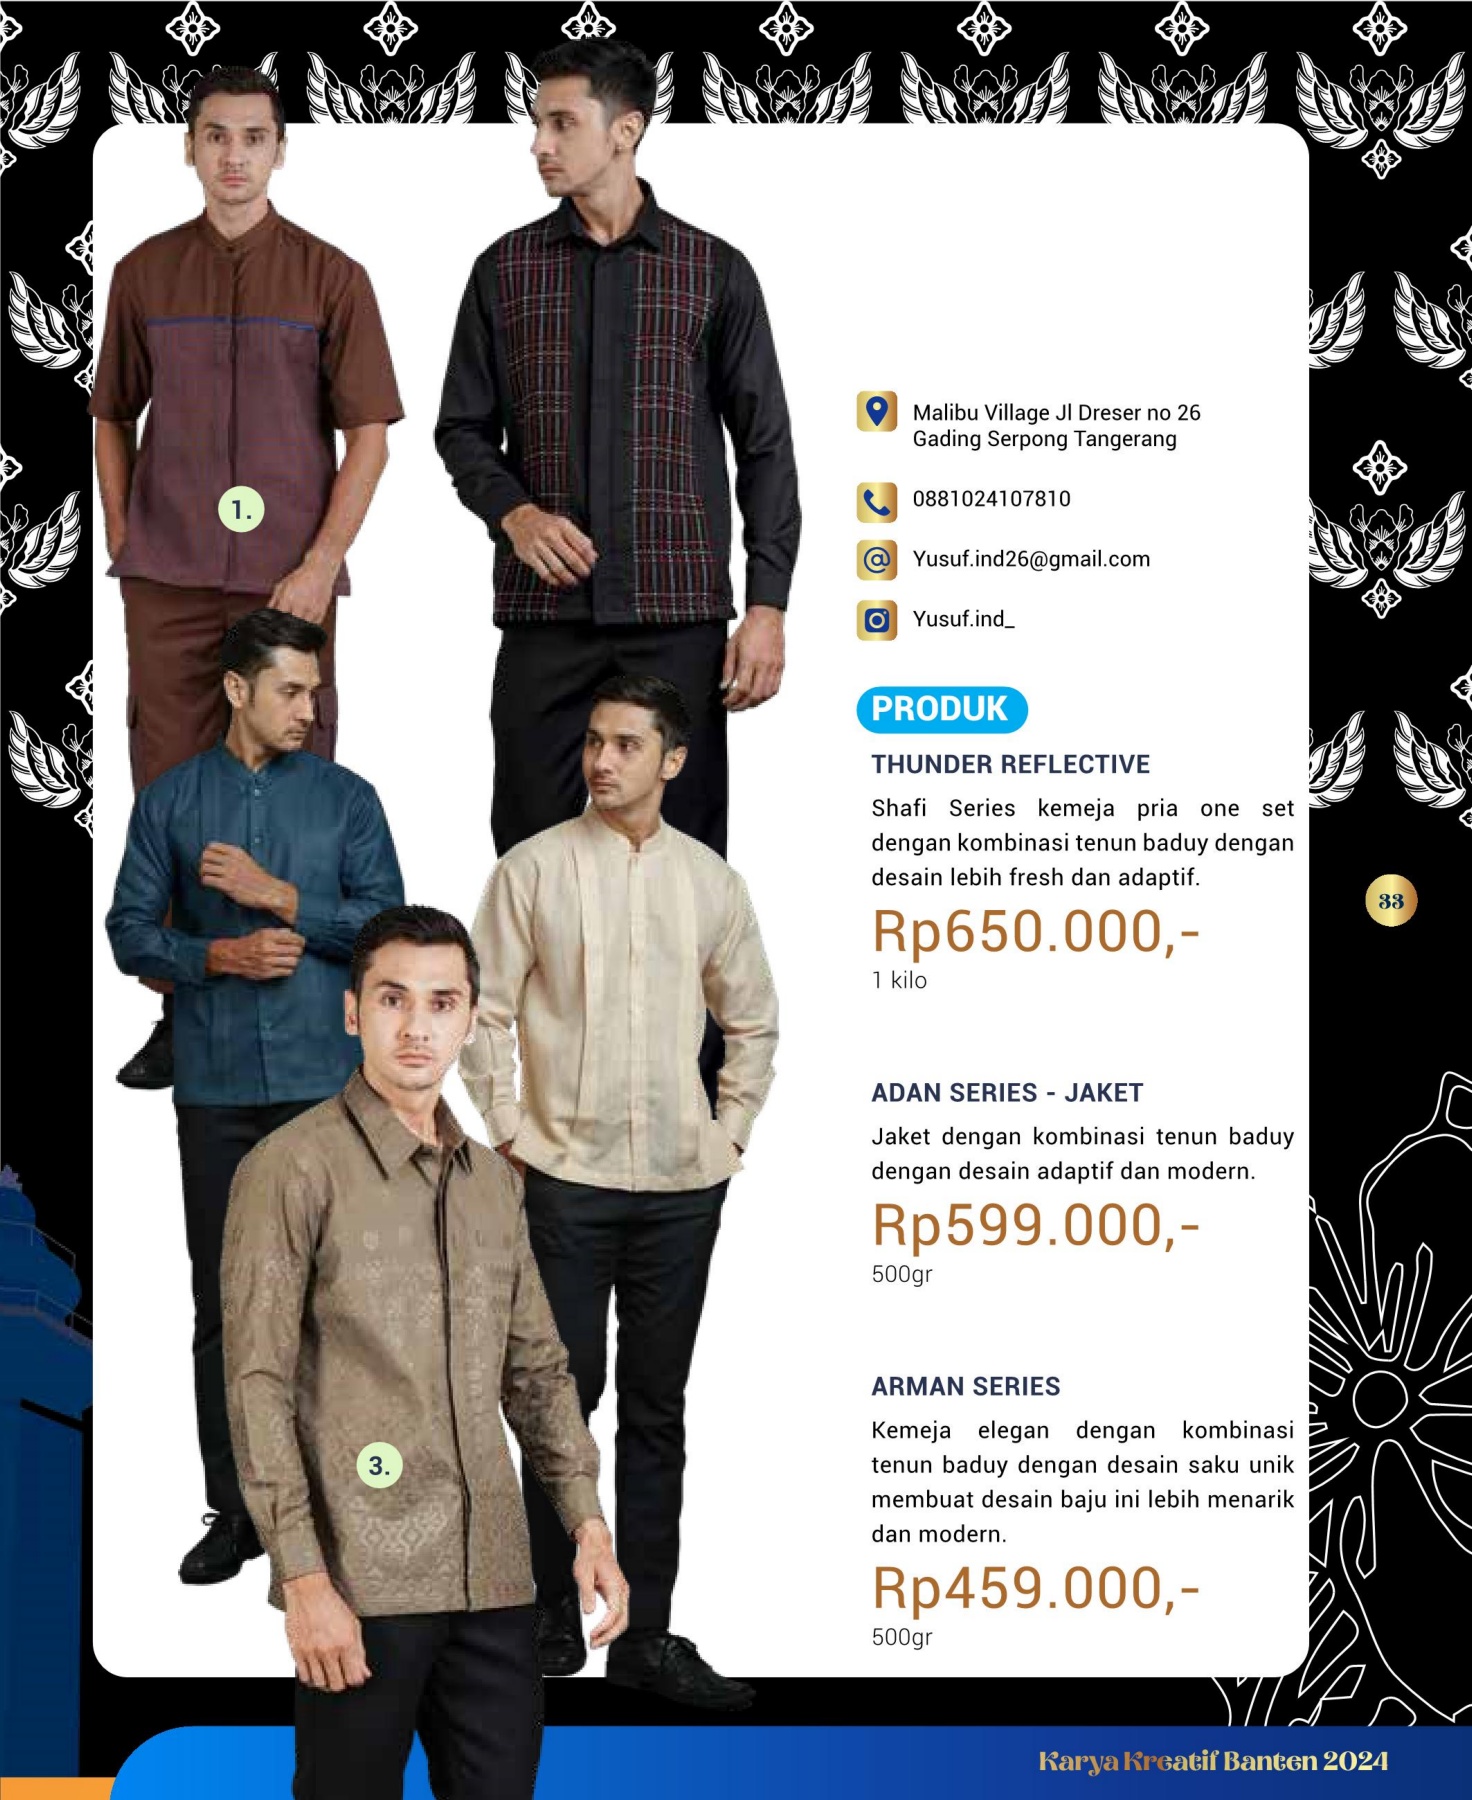 1.
3.
Malibu Village Jl Dreser no 26
Gading Serpong Tangerang
0881024107810
@
Yusuf.ind26@gmail.com
Yusuf.ind_
PRODUK
THUNDER REFLECTIVE
Shafi Series kemeja pria one set
dengan kombinasi tenun baduy dengan
desain lebih fresh dan adaptif.
Rp650.000,-
1 kilo
ADAN SERIES - JAKET
Jaket dengan kombinasi tenun baduy
dengan desain adaptif dan modern.
Rp599.000,-
500gr
ARMAN SERIES
Kemeja elegan dengan kombinasi
tenun baduy dengan desain saku unik
membuat desain baju ini lebih menarik
dan modern.
Rp459.000,-
500gr
33
Karya Kreatif Banten 2024